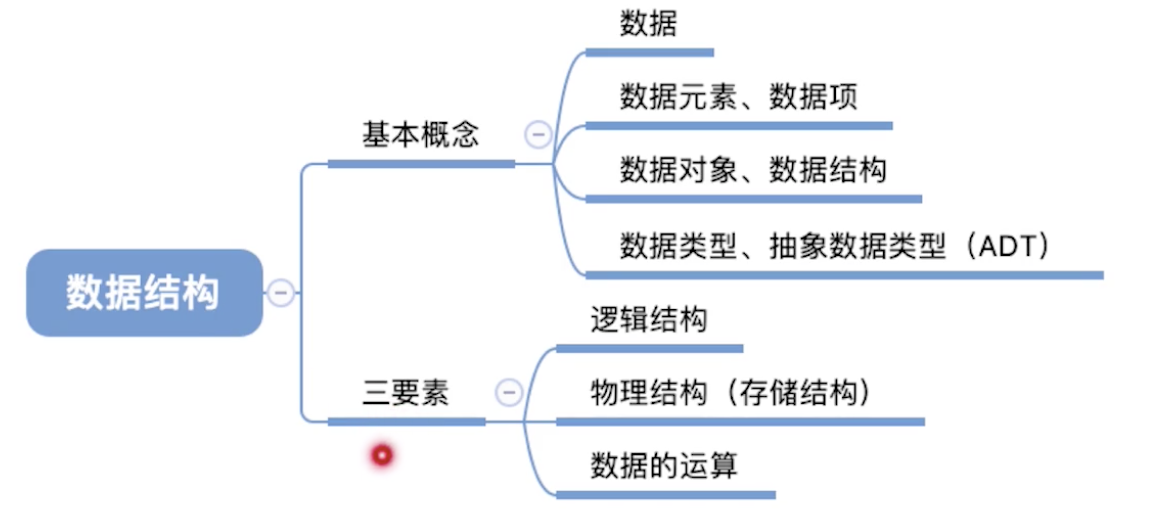 数据结构
基本概念
数据
数据元素、数据项
数据对象、数据结构
数据类型、抽象数据类型（ADT）
三要素
逻辑结构
物理结构（存储结构）
数据的运算